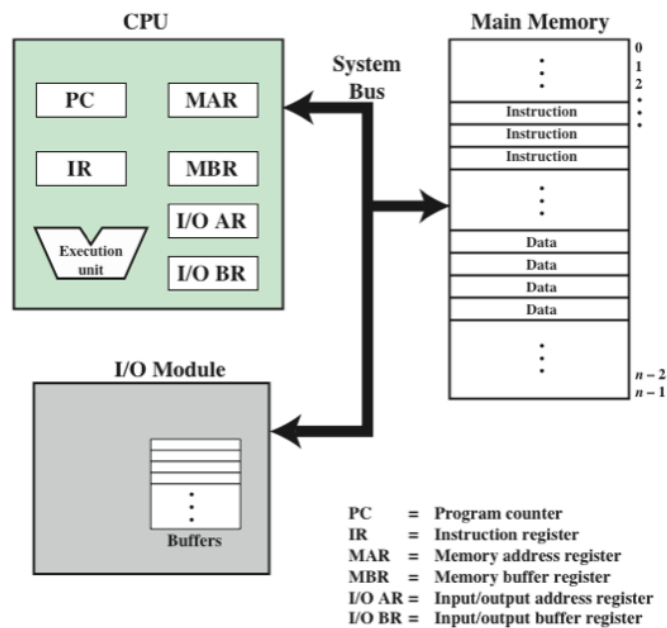 CPU
PC
MAR
IR
MBR
I/O AR
Execution
unit
I/O BR
System
Bus
Main Memory
0
1
2
Instruction
Instruction
Instruction
Data
Data
Data
Data
n – 2
n – 1
I/O Module
Buffers
PC = Program counter
IR = Instruction register
MAR = Memory address register
MBR = Memory buffer register
I/O AR = Input/output address register
I/O BR = Input/output buffer register